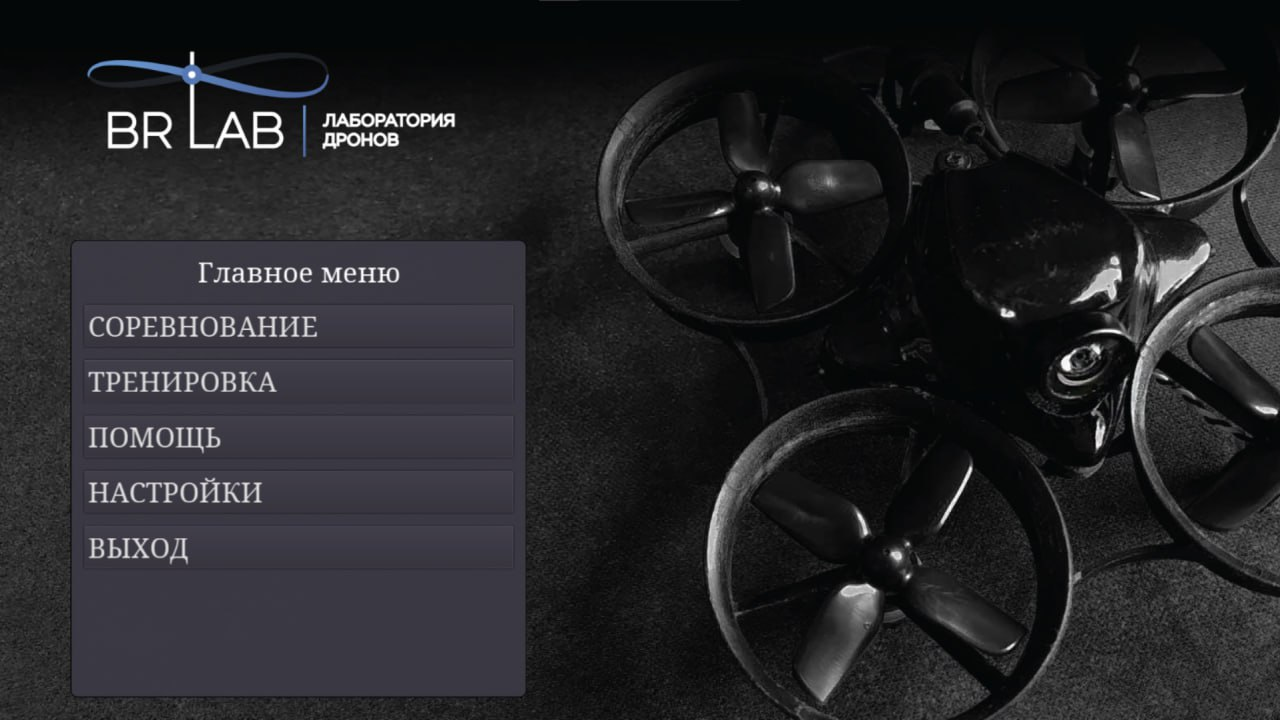 BR LAB
ЛАБОРАТОРИЯ
ДРОНОВ
Главное меню
СОРЕВНОВАНИЕ
ТРЕНИРОВКА
ПОМОЩЬ
НАСТРОЙКИ
ВЫХОД